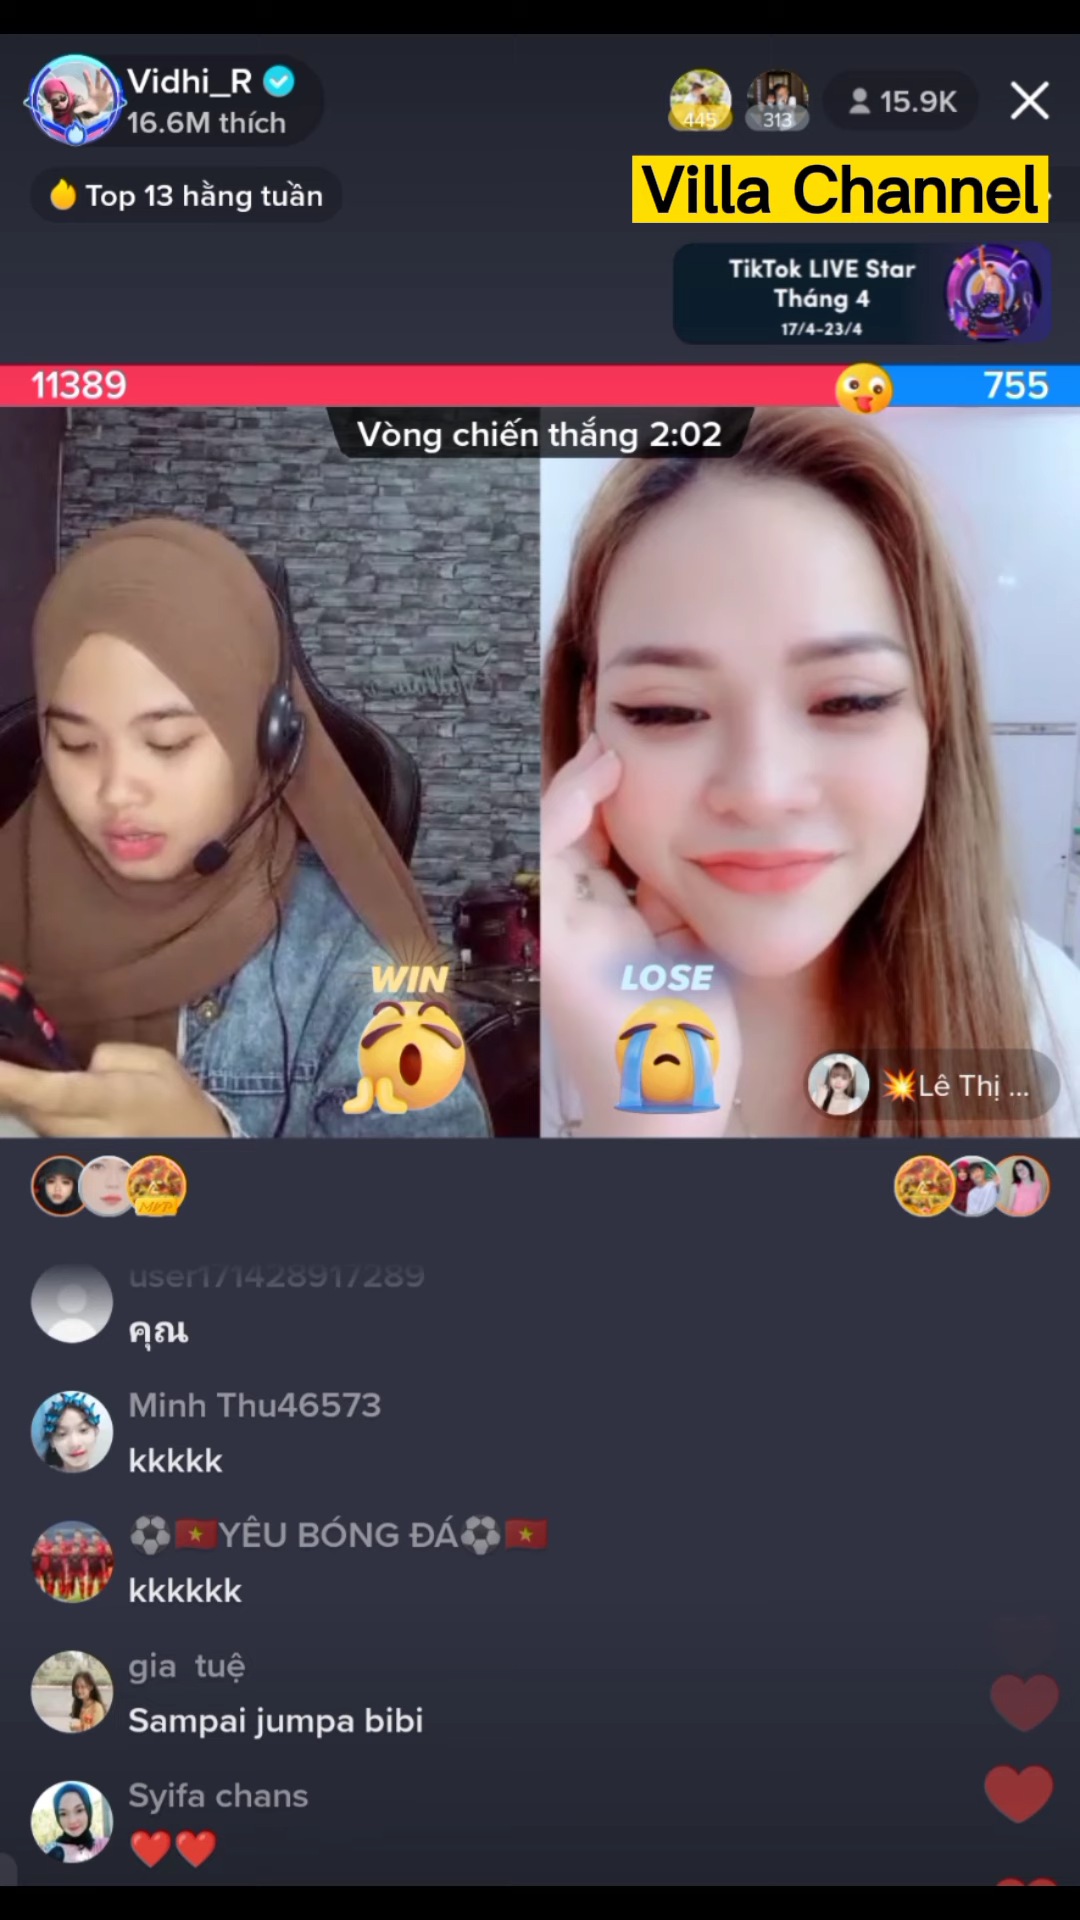 Vidhi_R
16.6M thích
445
313
15.9K
Top 13 hằng tuần
Villa Channel
TikTok LIVE Star
Tháng 4
17/4-23/4
11389
755
Vòng chiến thắng 2:02
WIN
LOSE
💥Lê Thị ...
MVP
user171428917289
คุณ
Minh Thu46573
kkkkk
⚽🇻🇳YÊU BÓNG ĐÁ⚽🇻🇳
kkkkkk
gia tuệ
Sampai jumpa bibi
Syifa chans
❤️❤️